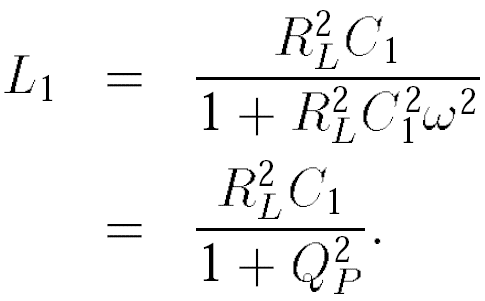 L_1 = \frac{R_L^2 C_1}{1 + R_L^2 C_1^2 \omega^2}
= \frac{R_L^2 C_1}{1 + Q_P^2}.